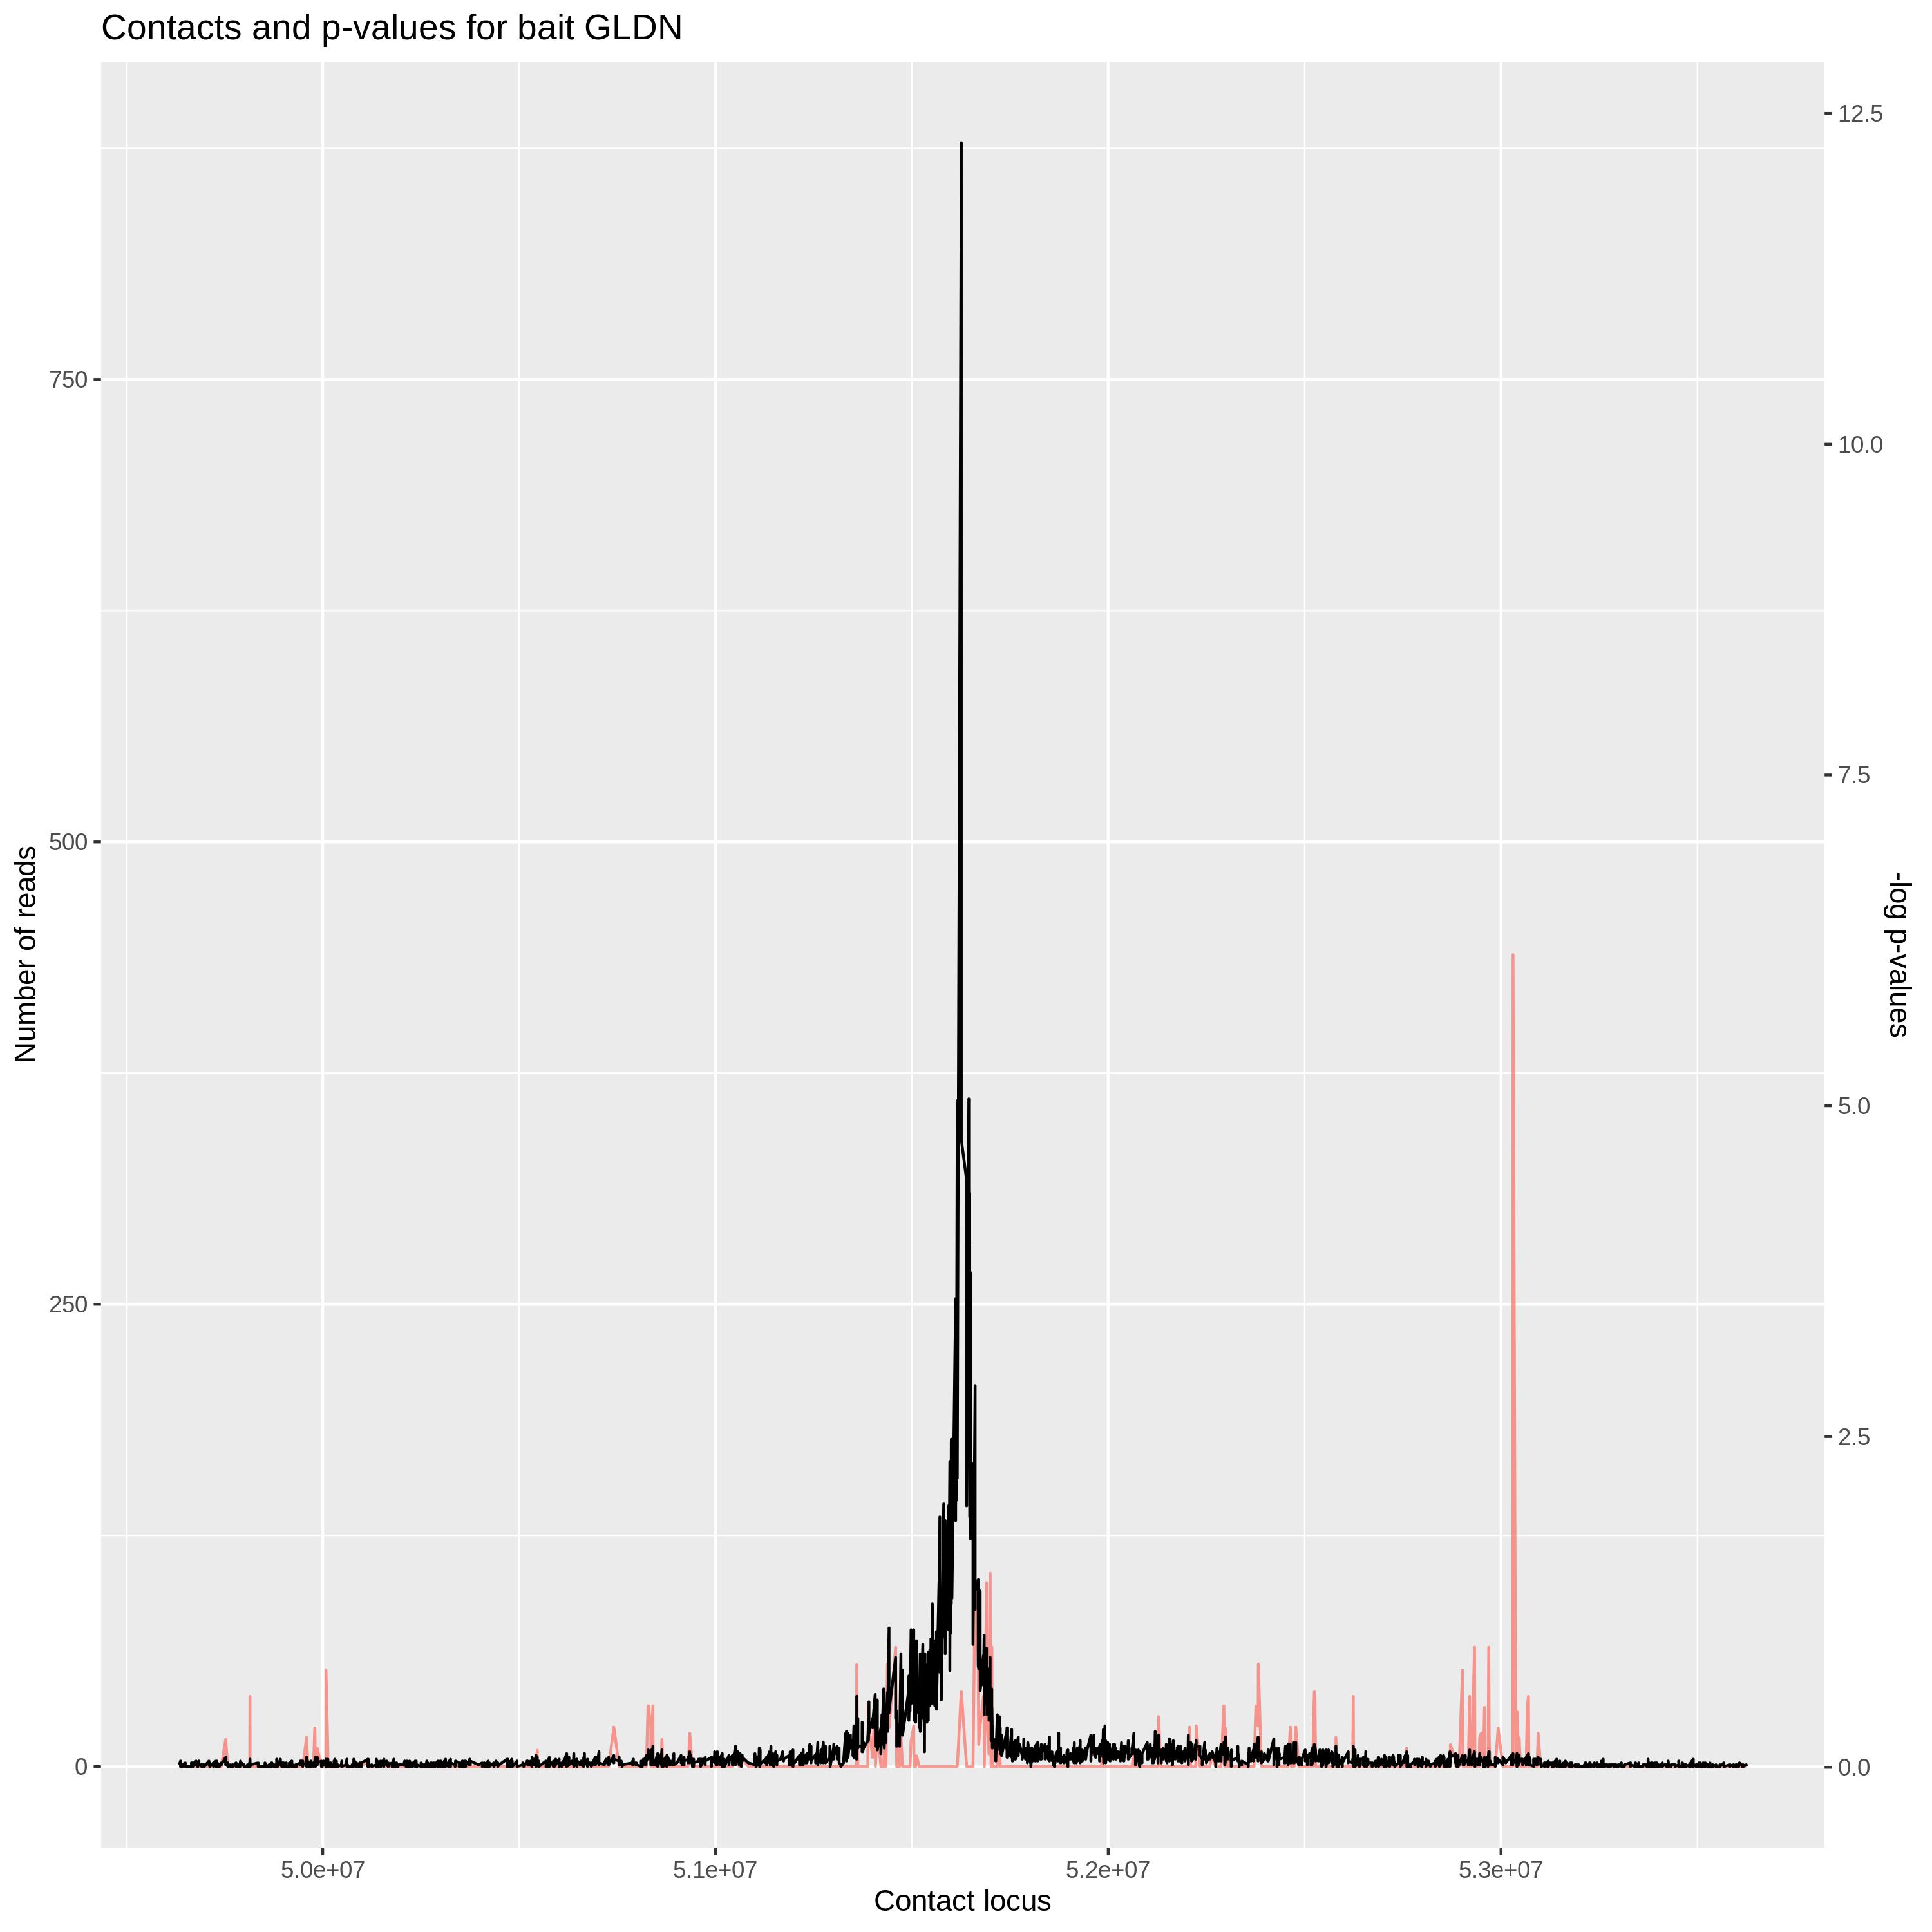 Contacts and p-values for bait GLDN
12.5
10.0
750
7.5
500
Number of reads
-log p-values
5.0
250
2.5
0
0.0
5.0e+07
5.1e+07
5.2e+07
5.3e+07
Contact locus